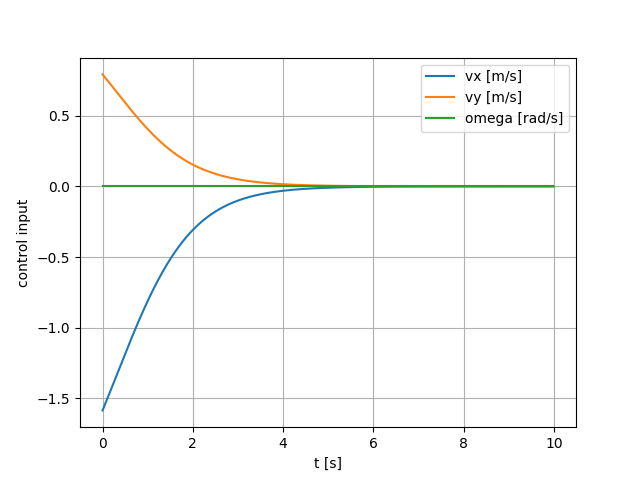 vx [m/s]
vy [m/s]
omega [rad/s]
0.5
0.0
−0.5
−1.0
−1.5
control input
0 2 4 6 8 10
t [s]